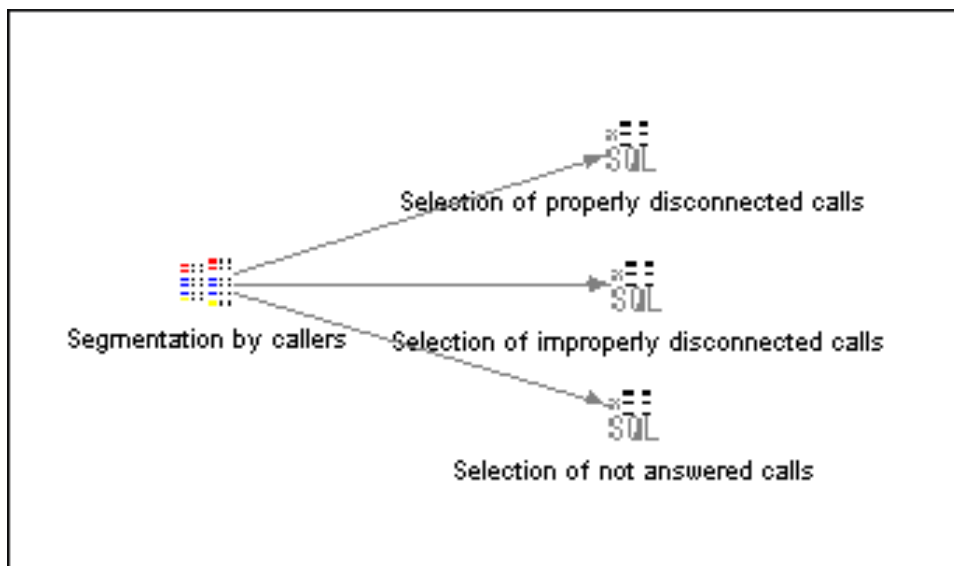 SQL
Selection of properly disconnected calls
SQL
Segmentation by callers
Selection of improperly disconnected calls
SQL
Selection of not answered calls